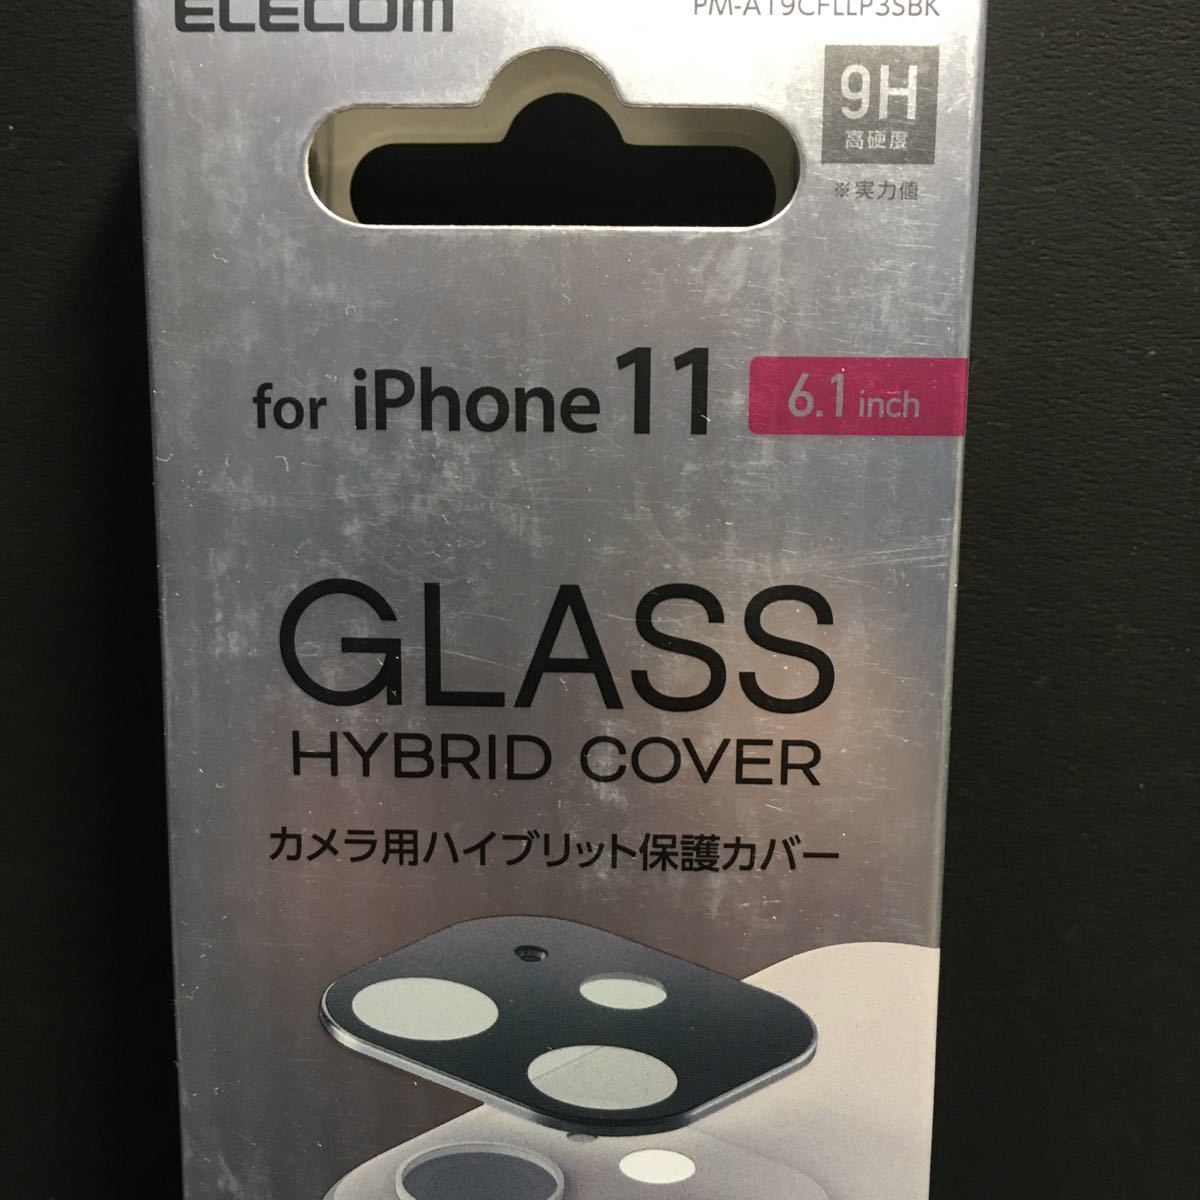 ELECOM
PM-A19CFLLP3SBK
9H
高硬度
※実力値
for iPhone 11
6.1 inch
GLASS
HYBRID COVER
カメラ用ハイブリット保護カバー